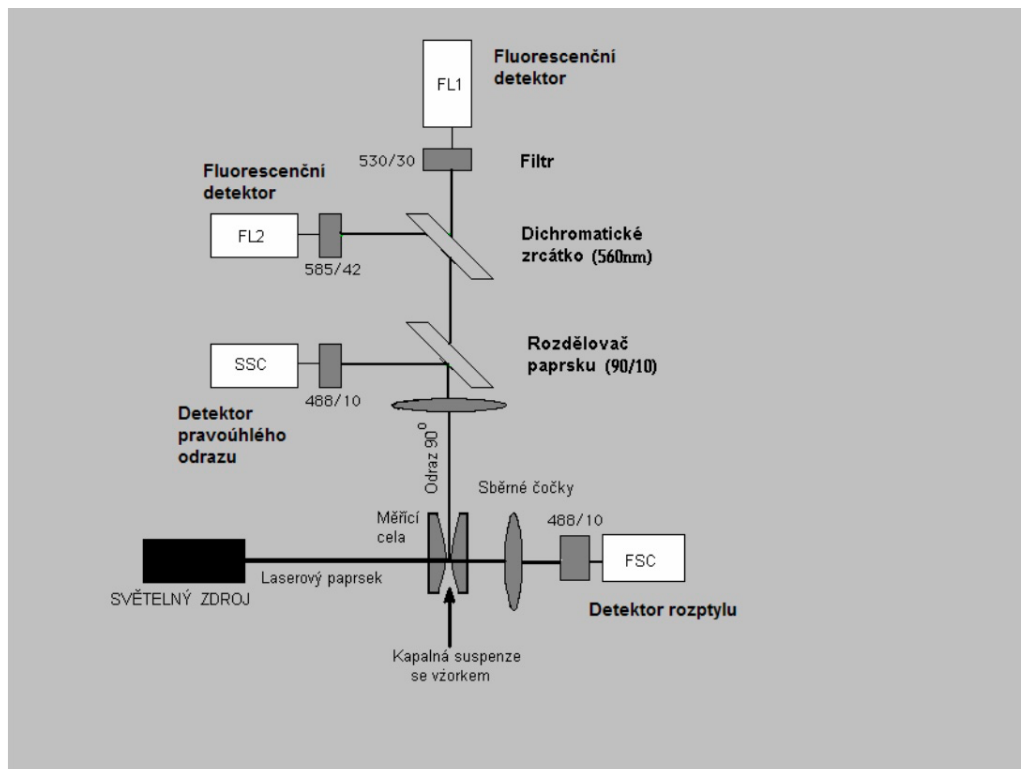 FL1
Fluorescenční
detektor
530/30
Filtr
Fluorescenční
detektor
FL2
585/42
Dichromatické
zrcátko (560nm)
SSC
488/10
Rozdělovač
paprsku (90/10)
Detektor
pravoúhlého
odrazu
Odraz 90°
Sběrné čočky
Měřící
cela
488/10
FSC
Laserový paprsek
SVĚTELNÝ ZDROJ
Detektor rozptylu
Kapalná suspenze
se vzorkem